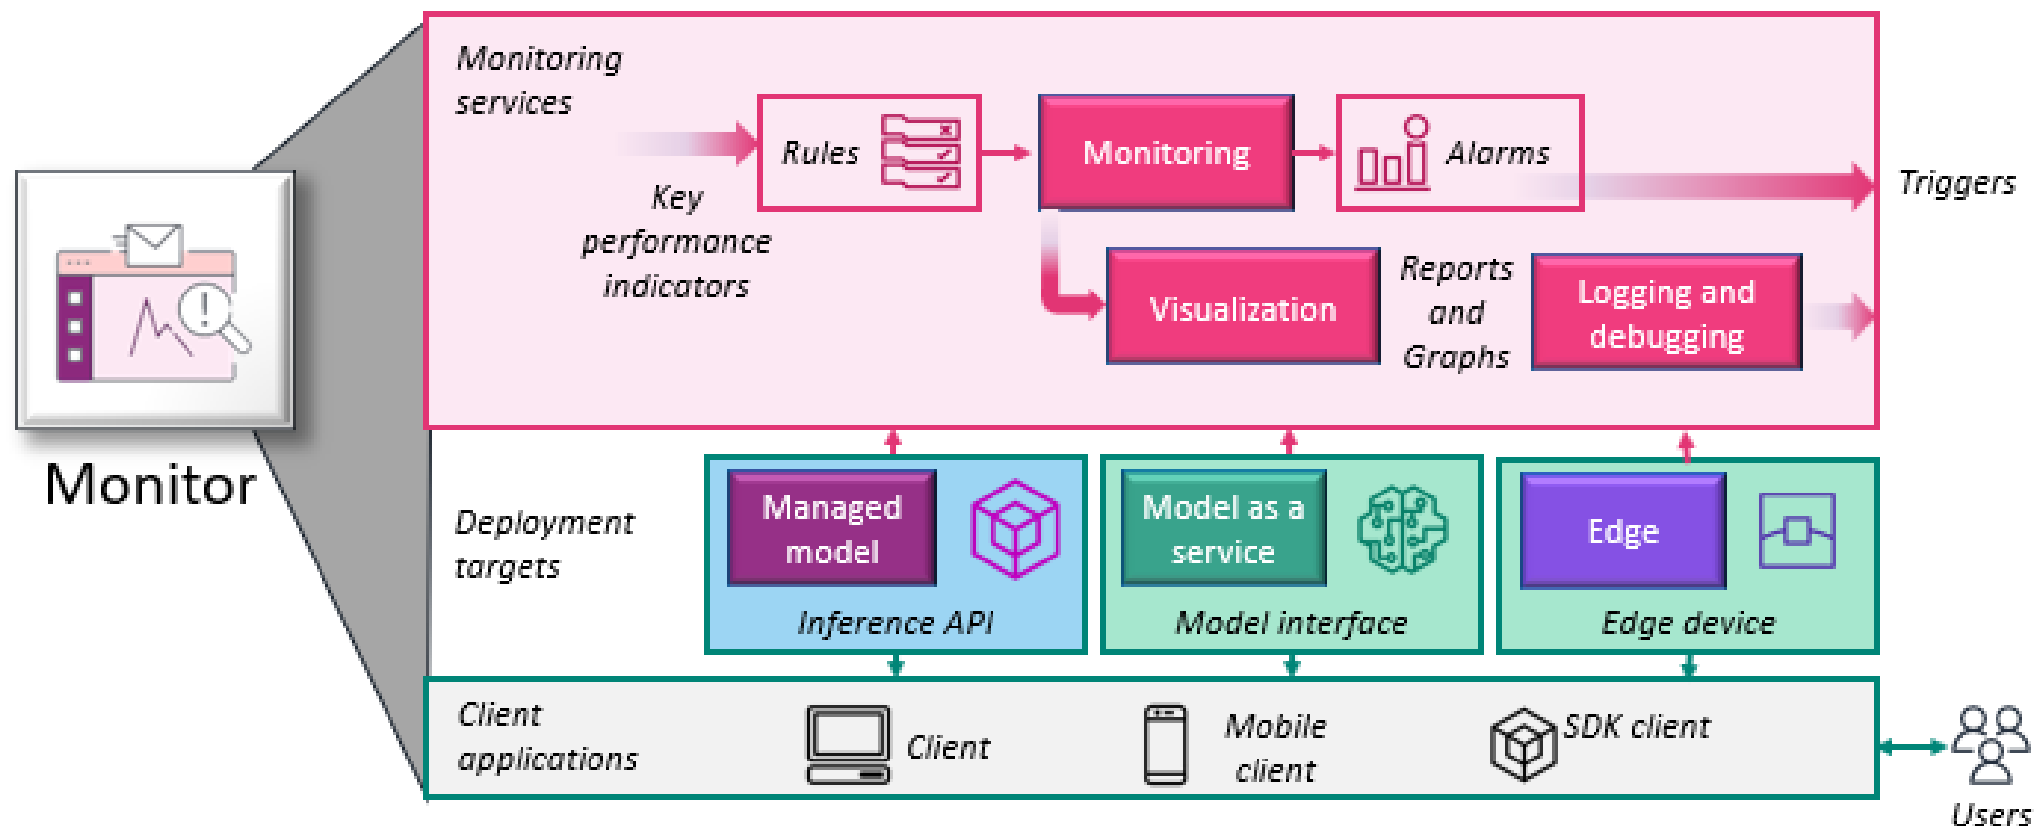 Monitor
Monitoring
services
Key
performance
indicators
Rules
Monitoring
Alarms
Triggers
Visualization
Reports
and
Graphs
Logging and
debugging
Deployment
targets
Managed
model
Inference API
Model as a
service
Model interface
Edge
Edge device
Client
applications
Client
Mobile
client
SDK client
Users